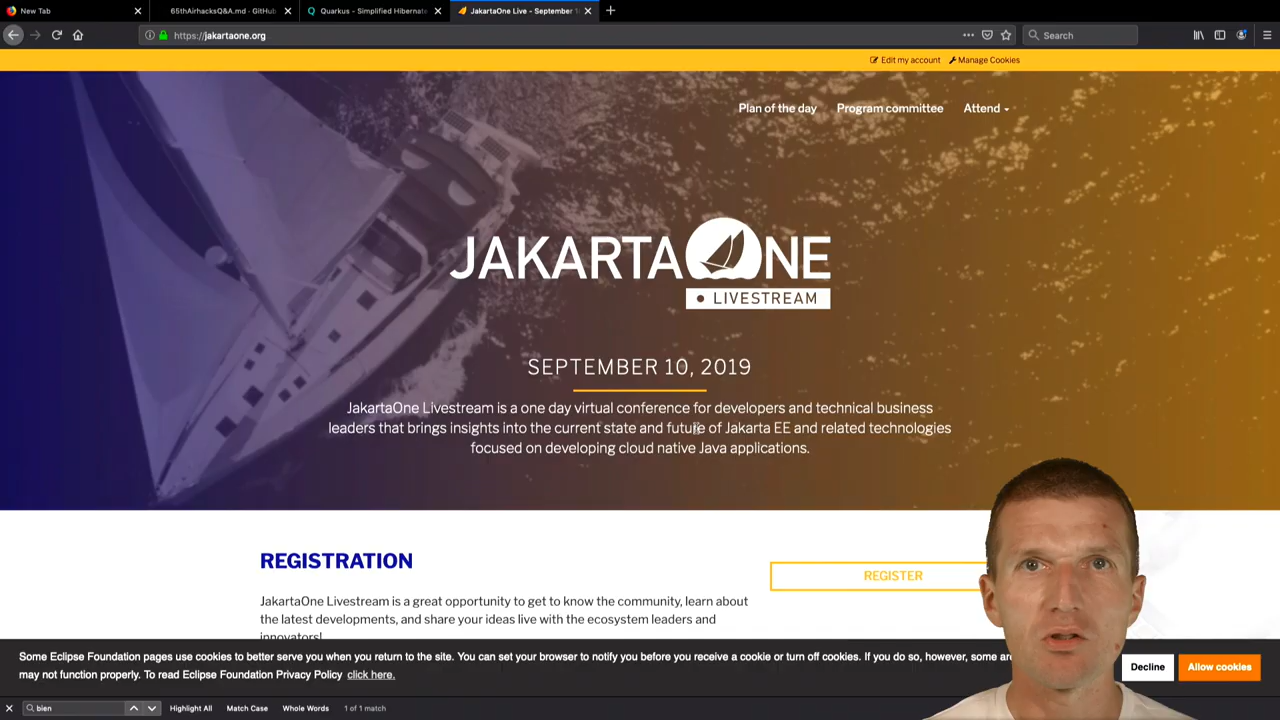 New Tab
65thAirhacksQ&A.md · GitHub
Quarkus - Simplified Hibernate
JakartaOne Live - September 1
https://jakartaone.org
Search
Edit my account
Manage Cookies
Plan of the day
Program committee
Attend
JAKARTAONE
LIVESTREAM
SEPTEMBER 10, 2019
JakartaOne Livestream is a one day virtual conference for developers and technical business
leaders that brings insights into the current state and future of Jakarta EE and related technologies
focused on developing cloud native Java applications.
REGISTRATION
REGISTER
JakartaOne Livestream is a great opportunity to get to know the community, learn about
the latest developments, and share your ideas live with the ecosystem leaders and
innovators!
Some Eclipse Foundation pages use cookies to better serve you when you return to the site. You can set your browser to notify you before you receive a cookie or turn off cookies. If you do so, however, some are
may not function properly. To read Eclipse Foundation Privacy Policy click here.
Decline
Allow cookies
bien
Highlight All
Match Case
Whole Words
1 of 1 match